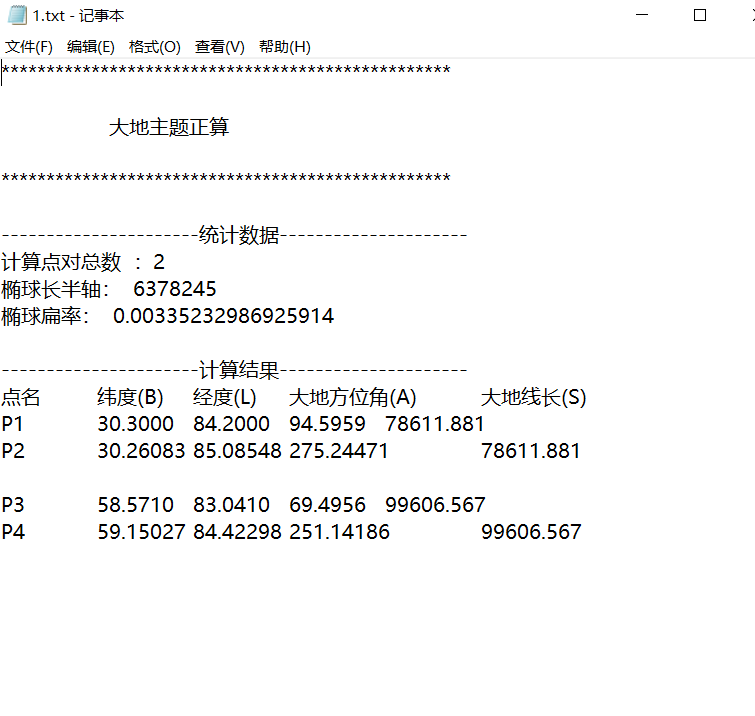 1.txt - 记事本
文件(F) 编辑(E) 格式(O) 查看(V) 帮助(H)
**************************************************
大地主题正算
**************************************************
----------------------统计数据---------------------
计算点对总数 ：2
椭球长半轴： 6378245
椭球扁率： 0.00335232986925914
----------------------计算结果---------------------
点名 纬度(B) 经度(L) 大地方位角(A) 大地线长(S)
P1 30.3000 84.2000 94.5959 78611.881
P2 30.26083 85.08548 275.24471 78611.881
P3 58.5710 83.0410 69.4956 99606.567
P4 59.15027 84.42298 251.14186 99606.567